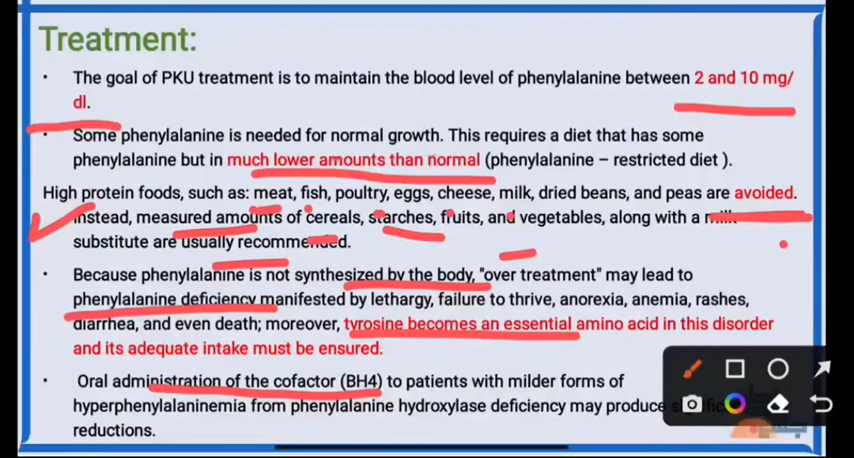 Treatment:
• The goal of PKU treatment is to maintain the blood level of phenylalanine between 2 and 10 mg/
dl.
• Some phenylalanine is needed for normal growth. This requires a diet that has some
phenylalanine but in much lower amounts than normal (phenylalanine – restricted diet ).
High protein foods, such as: meat, fish, poultry, eggs, cheese, milk, dried beans, and peas are avoided.
Instead, measured amounts of cereals, starches, fruits, and vegetables, along with a milk
substitute are usually recommended.
• Because phenylalanine is not synthesized by the body, "over treatment" may lead to
phenylalanine deficiency manifested by lethargy, failure to thrive, anorexia, anemia, rashes,
diarrhea, and even death; moreover, tyrosine becomes an essential amino acid in this disorder
and its adequate intake must be ensured.
• Oral administration of the cofactor (BH4) to patients with milder forms of
hyperphenylalaninemia from phenylalanine hydroxylase deficiency may produce
reductions.